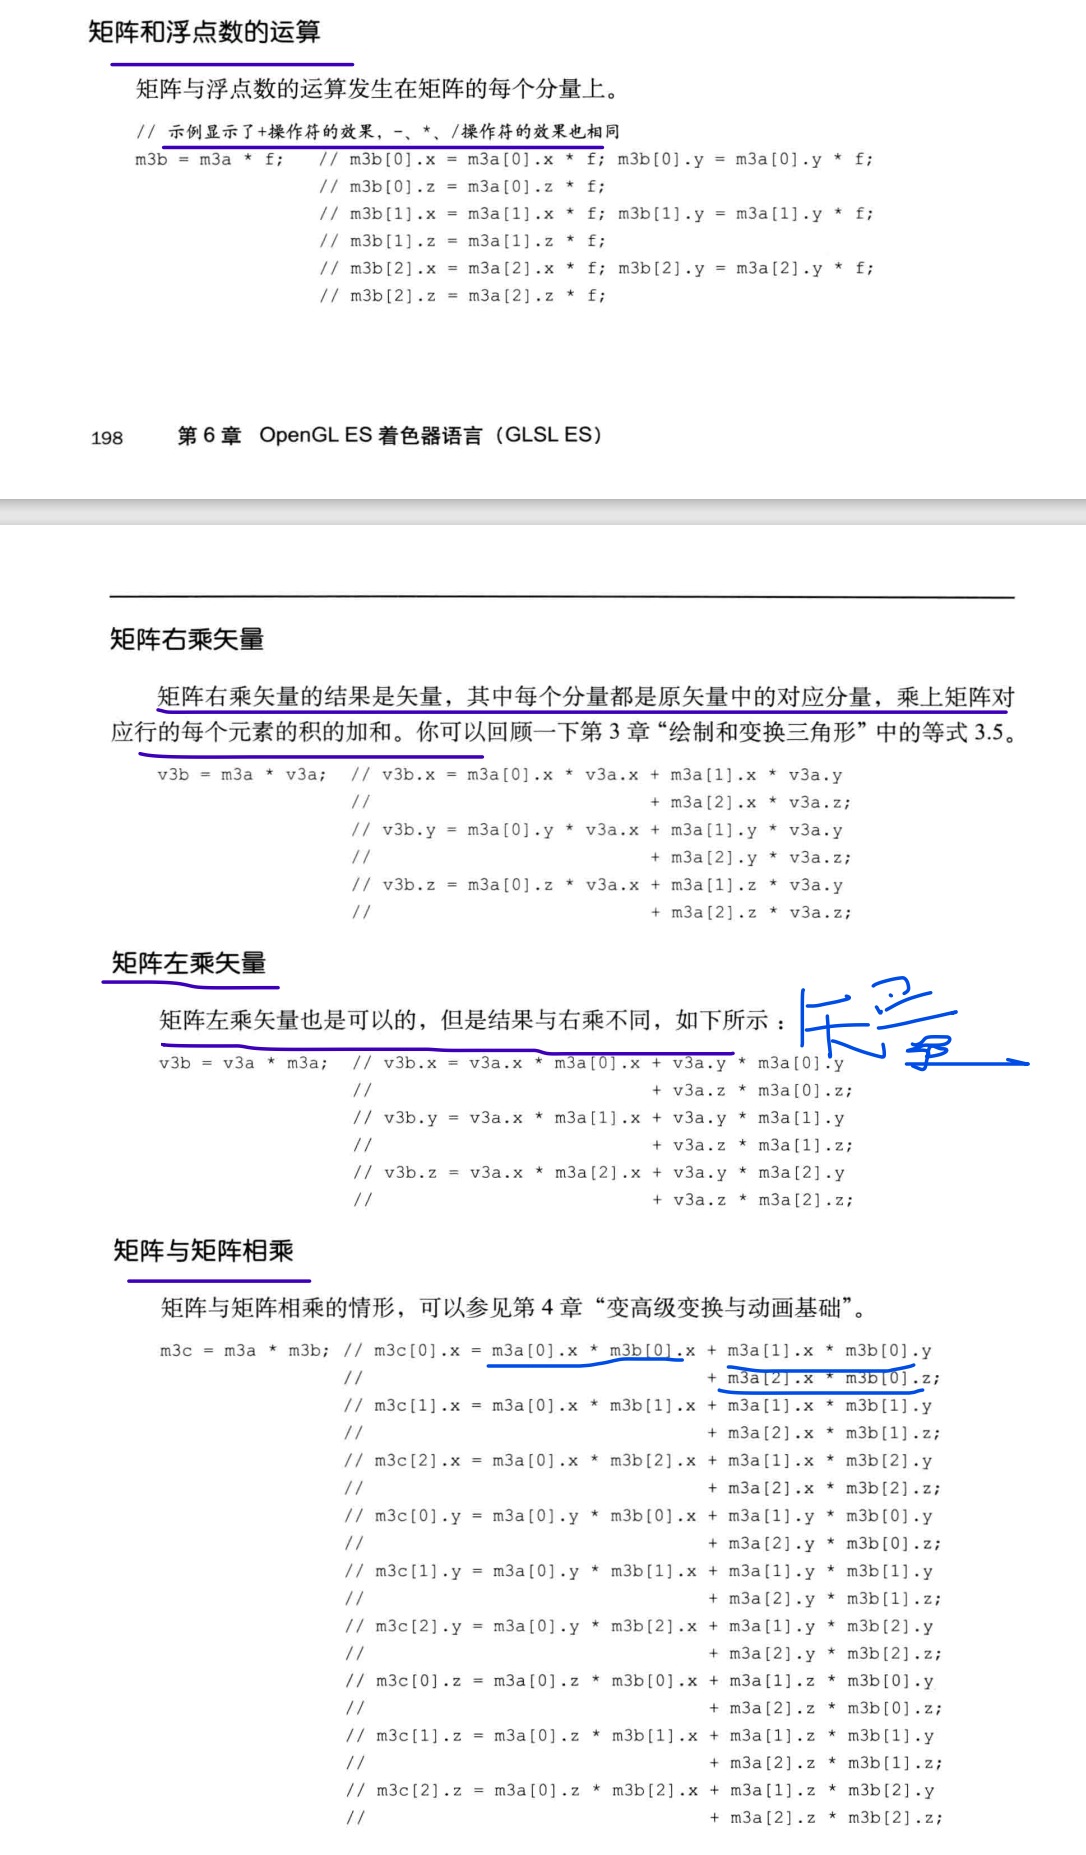 矩阵和浮点数的运算
矩阵与浮点数的运算发生在矩阵的每个分量上。
// 示例显示了+操作符的效果，-、*、/操作符的效果也相同
m3b = m3a * f; // m3b[0].x = m3a[0].x * f; m3b[0].y = m3a[0].y * f;
// m3b[0].z = m3a[0].z * f;
// m3b[1].x = m3a[1].x * f; m3b[1].y = m3a[1].y * f;
// m3b[1].z = m3a[1].z * f;
// m3b[2].x = m3a[2].x * f; m3b[2].y = m3a[2].y * f;
// m3b[2].z = m3a[2].z * f;
198 第 6 章 OpenGL ES 着色器语言（GLSL ES）
矩阵右乘矢量
矩阵右乘矢量的结果是矢量，其中每个分量都是原矢量中的对应分量，乘上矩阵对
应行的每个元素的积的加和。你可以回顾一下第 3 章“绘制和变换三角形”中的等式 3.5。
v3b = m3a * v3a; // v3b.x = m3a[0].x * v3a.x + m3a[1].x * v3a.y
// + m3a[2].x * v3a.z;
// v3b.y = m3a[0].y * v3a.x + m3a[1].y * v3a.y
// + m3a[2].y * v3a.z;
// v3b.z = m3a[0].z * v3a.x + m3a[1].z * v3a.y
// + m3a[2].z * v3a.z;
矩阵左乘矢量
矩阵左乘矢量也是可以的，但是结果与右乘不同，如下所示：
v3b = v3a * m3a; // v3b.x = v3a.x * m3a[0].x + v3a.y * m3a[0].y
// + v3a.z * m3a[0].z;
// v3b.y = v3a.x * m3a[1].x + v3a.y * m3a[1].y
// + v3a.z * m3a[1].z;
// v3b.z = v3a.x * m3a[2].x + v3a.y * m3a[2].y
// + v3a.z * m3a[2].z;
矩阵与矩阵相乘
矩阵与矩阵相乘的情形，可以参见第 4 章“变高级变换与动画基础”。
m3c = m3a * m3b; // m3c[0].x = m3a[0].x * m3b[0].x + m3a[1].x * m3b[0].y
// + m3a[2].x * m3b[0].z;
// m3c[1].x = m3a[0].x * m3b[1].x + m3a[1].x * m3b[1].y
// + m3a[2].x * m3b[1].z;
// m3c[2].x = m3a[0].x * m3b[2].x + m3a[1].x * m3b[2].y
// + m3a[2].x * m3b[2].z;
// m3c[0].y = m3a[0].y * m3b[0].x + m3a[1].y * m3b[0].y
// + m3a[2].y * m3b[0].z;
// m3c[1].y = m3a[0].y * m3b[1].x + m3a[1].y * m3b[1].y
// + m3a[2].y * m3b[1].z;
// m3c[2].y = m3a[0].y * m3b[2].x + m3a[1].y * m3b[2].y
// + m3a[2].y * m3b[2].z;
// m3c[0].z = m3a[0].z * m3b[0].x + m3a[1].z * m3b[0].y
// + m3a[2].z * m3b[0].z;
// m3c[1].z = m3a[0].z * m3b[1].x + m3a[1].z * m3b[1].y
// + m3a[2].z * m3b[1].z;
// m3c[2].z = m3a[0].z * m3b[2].x + m3a[1].z * m3b[2].y
// + m3a[2].z * m3b[2].z;